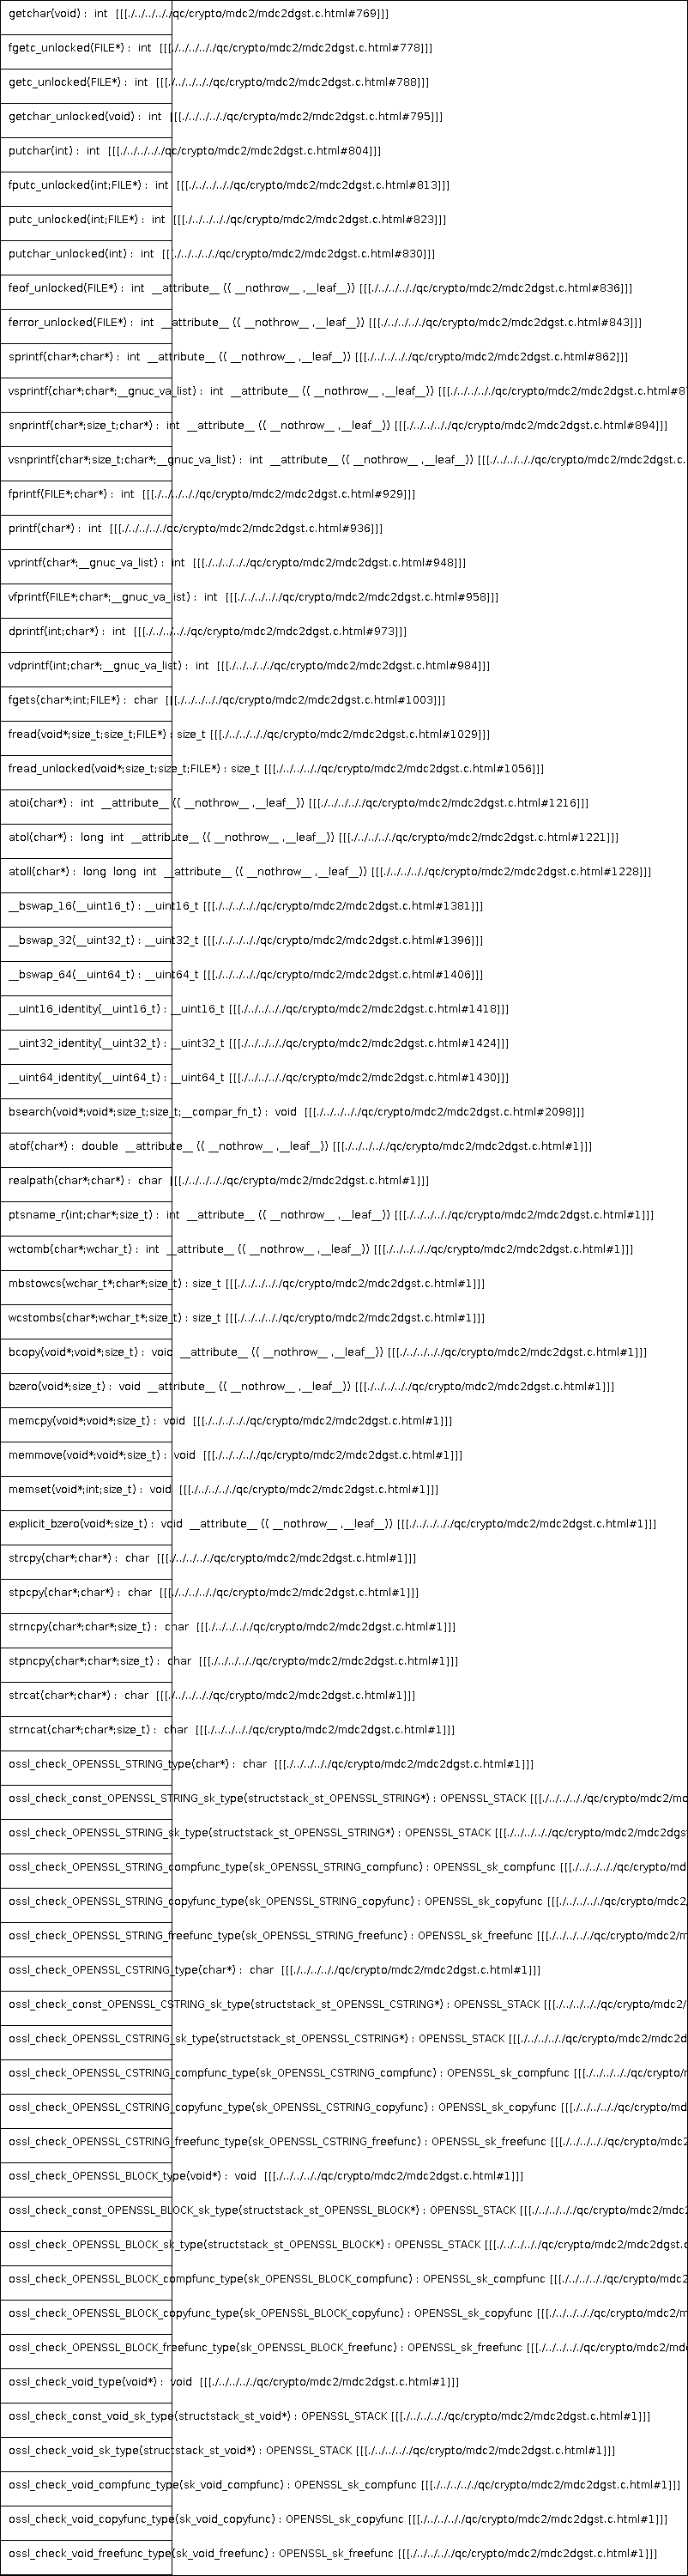 getchar(void) :  int  [[[./../../../../qc/crypto/mdc2/mdc2dgst.c.html#769]]]
fgetc_unlocked(FILE*) :  int  [[[./../../../../qc/crypto/mdc2/mdc2dgst.c.html#778]]]
getc_unlocked(FILE*) :  int  [[[./../../../../qc/crypto/mdc2/mdc2dgst.c.html#788]]]
getchar_unlocked(void) :  int  [[[./../../../../qc/crypto/mdc2/mdc2dgst.c.html#795]]]
putchar(int) :  int  [[[./../../../../qc/crypto/mdc2/mdc2dgst.c.html#804]]]
fputc_unlocked(int;FILE*) :  int  [[[./../../../../qc/crypto/mdc2/mdc2dgst.c.html#813]]]
putc_unlocked(int;FILE*) :  int  [[[./../../../../qc/crypto/mdc2/mdc2dgst.c.html#823]]]
putchar_unlocked(int) :  int  [[[./../../../../qc/crypto/mdc2/mdc2dgst.c.html#830]]]
feof_unlocked(FILE*) :  int  __attribute__ (( __nothrow__ ,__leaf__)) [[[./../../../../qc/crypto/mdc2/mdc2dgst.c.html#836]]]
ferror_unlocked(FILE*) :  int  __attribute__ (( __nothrow__ ,__leaf__)) [[[./../../../../qc/crypto/mdc2/mdc2dgst.c.html#843]]]
sprintf(char*;char*) :  int  __attribute__ (( __nothrow__ ,__leaf__)) [[[./../../../../qc/crypto/mdc2/mdc2dgst.c.html#862]]]
vsprintf(char*;char*;__gnuc_va_list) :  int  __attribute__ (( __nothrow__ ,__leaf__)) [[[./../../../../qc/crypto/mdc2/mdc2dgst.c.html#87
snprintf(char*;size_t;char*) :  int  __attribute__ (( __nothrow__ ,__leaf__)) [[[./../../../../qc/crypto/mdc2/mdc2dgst.c.html#894]]]
vsnprintf(char*;size_t;char*;__gnuc_va_list) :  int  __attribute__ (( __nothrow__ ,__leaf__)) [[[./../../../../qc/crypto/mdc2/mdc2dgst.c.
fprintf(FILE*;char*) :  int  [[[./../../../../qc/crypto/mdc2/mdc2dgst.c.html#929]]]
printf(char*) :  int  [[[./../../../../qc/crypto/mdc2/mdc2dgst.c.html#936]]]
vprintf(char*;__gnuc_va_list) :  int  [[[./../../../../qc/crypto/mdc2/mdc2dgst.c.html#948]]]
vfprintf(FILE*;char*;__gnuc_va_list) :  int  [[[./../../../../qc/crypto/mdc2/mdc2dgst.c.html#958]]]
dprintf(int;char*) :  int  [[[./../../../../qc/crypto/mdc2/mdc2dgst.c.html#973]]]
vdprintf(int;char*;__gnuc_va_list) :  int  [[[./../../../../qc/crypto/mdc2/mdc2dgst.c.html#984]]]
fgets(char*;int;FILE*) :  char  [[[./../../../../qc/crypto/mdc2/mdc2dgst.c.html#1003]]]
fread(void*;size_t;size_t;FILE*) : size_t [[[./../../../../qc/crypto/mdc2/mdc2dgst.c.html#1029]]]
fread_unlocked(void*;size_t;size_t;FILE*) : size_t [[[./../../../../qc/crypto/mdc2/mdc2dgst.c.html#1056]]]
atoi(char*) :  int  __attribute__ (( __nothrow__ ,__leaf__)) [[[./../../../../qc/crypto/mdc2/mdc2dgst.c.html#1216]]]
atol(char*) :  long  int  __attribute__ (( __nothrow__ ,__leaf__)) [[[./../../../../qc/crypto/mdc2/mdc2dgst.c.html#1221]]]
atoll(char*) :  long  long  int  __attribute__ (( __nothrow__ ,__leaf__)) [[[./../../../../qc/crypto/mdc2/mdc2dgst.c.html#1228]]]
__bswap_16(__uint16_t) : __uint16_t [[[./../../../../qc/crypto/mdc2/mdc2dgst.c.html#1381]]]
__bswap_32(__uint32_t) : __uint32_t [[[./../../../../qc/crypto/mdc2/mdc2dgst.c.html#1396]]]
__bswap_64(__uint64_t) : __uint64_t [[[./../../../../qc/crypto/mdc2/mdc2dgst.c.html#1406]]]
__uint16_identity(__uint16_t) : __uint16_t [[[./../../../../qc/crypto/mdc2/mdc2dgst.c.html#1418]]]
__uint32_identity(__uint32_t) : __uint32_t [[[./../../../../qc/crypto/mdc2/mdc2dgst.c.html#1424]]]
__uint64_identity(__uint64_t) : __uint64_t [[[./../../../../qc/crypto/mdc2/mdc2dgst.c.html#1430]]]
bsearch(void*;void*;size_t;size_t;__compar_fn_t) :  void  [[[./../../../../qc/crypto/mdc2/mdc2dgst.c.html#2098]]]
atof(char*) :  double  __attribute__ (( __nothrow__ ,__leaf__)) [[[./../../../../qc/crypto/mdc2/mdc2dgst.c.html#1]]]
realpath(char*;char*) :  char  [[[./../../../../qc/crypto/mdc2/mdc2dgst.c.html#1]]]
ptsname_r(int;char*;size_t) :  int  __attribute__ (( __nothrow__ ,__leaf__)) [[[./../../../../qc/crypto/mdc2/mdc2dgst.c.html#1]]]
wctomb(char*;wchar_t) :  int  __attribute__ (( __nothrow__ ,__leaf__)) [[[./../../../../qc/crypto/mdc2/mdc2dgst.c.html#1]]]
mbstowcs(wchar_t*;char*;size_t) : size_t [[[./../../../../qc/crypto/mdc2/mdc2dgst.c.html#1]]]
wcstombs(char*;wchar_t*;size_t) : size_t [[[./../../../../qc/crypto/mdc2/mdc2dgst.c.html#1]]]
bcopy(void*;void*;size_t) :  void  __attribute__ (( __nothrow__ ,__leaf__)) [[[./../../../../qc/crypto/mdc2/mdc2dgst.c.html#1]]]
bzero(void*;size_t) :  void  __attribute__ (( __nothrow__ ,__leaf__)) [[[./../../../../qc/crypto/mdc2/mdc2dgst.c.html#1]]]
memcpy(void*;void*;size_t) :  void  [[[./../../../../qc/crypto/mdc2/mdc2dgst.c.html#1]]]
memmove(void*;void*;size_t) :  void  [[[./../../../../qc/crypto/mdc2/mdc2dgst.c.html#1]]]
memset(void*;int;size_t) :  void  [[[./../../../../qc/crypto/mdc2/mdc2dgst.c.html#1]]]
explicit_bzero(void*;size_t) :  void  __attribute__ (( __nothrow__ ,__leaf__)) [[[./../../../../qc/crypto/mdc2/mdc2dgst.c.html#1]]]
strcpy(char*;char*) :  char  [[[./../../../../qc/crypto/mdc2/mdc2dgst.c.html#1]]]
stpcpy(char*;char*) :  char  [[[./../../../../qc/crypto/mdc2/mdc2dgst.c.html#1]]]
strncpy(char*;char*;size_t) :  char  [[[./../../../../qc/crypto/mdc2/mdc2dgst.c.html#1]]]
stpncpy(char*;char*;size_t) :  char  [[[./../../../../qc/crypto/mdc2/mdc2dgst.c.html#1]]]
strcat(char*;char*) :  char  [[[./../../../../qc/crypto/mdc2/mdc2dgst.c.html#1]]]
strncat(char*;char*;size_t) :  char  [[[./../../../../qc/crypto/mdc2/mdc2dgst.c.html#1]]]
ossl_check_OPENSSL_STRING_type(char*) :  char  [[[./../../../../qc/crypto/mdc2/mdc2dgst.c.html#1]]]
ossl_check_const_OPENSSL_STRING_sk_type(structstack_st_OPENSSL_STRING*) : OPENSSL_STACK [[[./../../../../qc/crypto/mdc2/md
ossl_check_OPENSSL_STRING_sk_type(structstack_st_OPENSSL_STRING*) : OPENSSL_STACK [[[./../../../../qc/crypto/mdc2/mdc2dgs
ossl_check_OPENSSL_STRING_compfunc_type(sk_OPENSSL_STRING_compfunc) : OPENSSL_sk_compfunc [[[./../../../../qc/crypto/md
ossl_check_OPENSSL_STRING_copyfunc_type(sk_OPENSSL_STRING_copyfunc) : OPENSSL_sk_copyfunc [[[./../../../../qc/crypto/mdc2/
ossl_check_OPENSSL_STRING_freefunc_type(sk_OPENSSL_STRING_freefunc) : OPENSSL_sk_freefunc [[[./../../../../qc/crypto/mdc2/m
ossl_check_OPENSSL_CSTRING_type(char*) :  char  [[[./../../../../qc/crypto/mdc2/mdc2dgst.c.html#1]]]
ossl_check_const_OPENSSL_CSTRING_sk_type(structstack_st_OPENSSL_CSTRING*) : OPENSSL_STACK [[[./../../../../qc/crypto/mdc2/
ossl_check_OPENSSL_CSTRING_sk_type(structstack_st_OPENSSL_CSTRING*) : OPENSSL_STACK [[[./../../../../qc/crypto/mdc2/mdc2d
ossl_check_OPENSSL_CSTRING_compfunc_type(sk_OPENSSL_CSTRING_compfunc) : OPENSSL_sk_compfunc [[[./../../../../qc/crypto/
ossl_check_OPENSSL_CSTRING_copyfunc_type(sk_OPENSSL_CSTRING_copyfunc) : OPENSSL_sk_copyfunc [[[./../../../../qc/crypto/md
ossl_check_OPENSSL_CSTRING_freefunc_type(sk_OPENSSL_CSTRING_freefunc) : OPENSSL_sk_freefunc [[[./../../../../qc/crypto/mdc2
ossl_check_OPENSSL_BLOCK_type(void*) :  void  [[[./../../../../qc/crypto/mdc2/mdc2dgst.c.html#1]]]
ossl_check_const_OPENSSL_BLOCK_sk_type(structstack_st_OPENSSL_BLOCK*) : OPENSSL_STACK [[[./../../../../qc/crypto/mdc2/mdc2
ossl_check_OPENSSL_BLOCK_sk_type(structstack_st_OPENSSL_BLOCK*) : OPENSSL_STACK [[[./../../../../qc/crypto/mdc2/mdc2dgst.c
ossl_check_OPENSSL_BLOCK_compfunc_type(sk_OPENSSL_BLOCK_compfunc) : OPENSSL_sk_compfunc [[[./../../../../qc/crypto/mdc2
ossl_check_OPENSSL_BLOCK_copyfunc_type(sk_OPENSSL_BLOCK_copyfunc) : OPENSSL_sk_copyfunc [[[./../../../../qc/crypto/mdc2/m
ossl_check_OPENSSL_BLOCK_freefunc_type(sk_OPENSSL_BLOCK_freefunc) : OPENSSL_sk_freefunc [[[./../../../../qc/crypto/mdc2/mdc
ossl_check_void_type(void*) :  void  [[[./../../../../qc/crypto/mdc2/mdc2dgst.c.html#1]]]
ossl_check_const_void_sk_type(structstack_st_void*) : OPENSSL_STACK [[[./../../../../qc/crypto/mdc2/mdc2dgst.c.html#1]]]
ossl_check_void_sk_type(structstack_st_void*) : OPENSSL_STACK [[[./../../../../qc/crypto/mdc2/mdc2dgst.c.html#1]]]
ossl_check_void_compfunc_type(sk_void_compfunc) : OPENSSL_sk_compfunc [[[./../../../../qc/crypto/mdc2/mdc2dgst.c.html#1]]]
ossl_check_void_copyfunc_type(sk_void_copyfunc) : OPENSSL_sk_copyfunc [[[./../../../../qc/crypto/mdc2/mdc2dgst.c.html#1]]]
ossl_check_void_freefunc_type(sk_void_freefunc) : OPENSSL_sk_freefunc [[[./../../../../qc/crypto/mdc2/mdc2dgst.c.html#1]]]